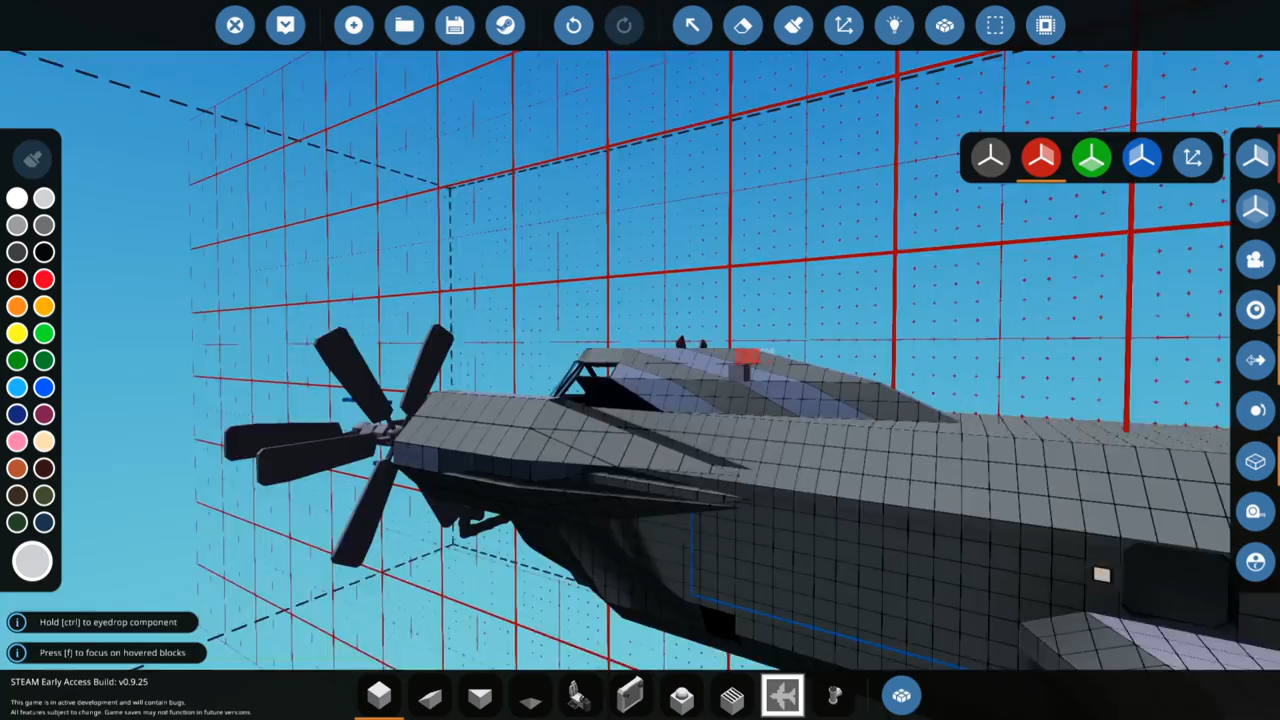 Hold [ctrl] to eyedrop component
Press [f] to focus on hovered blocks
STEAM Early Access Build: v0.9.25
This game is in active development and will contain bugs.
All features subject to change. Game saves may not function in future versions.